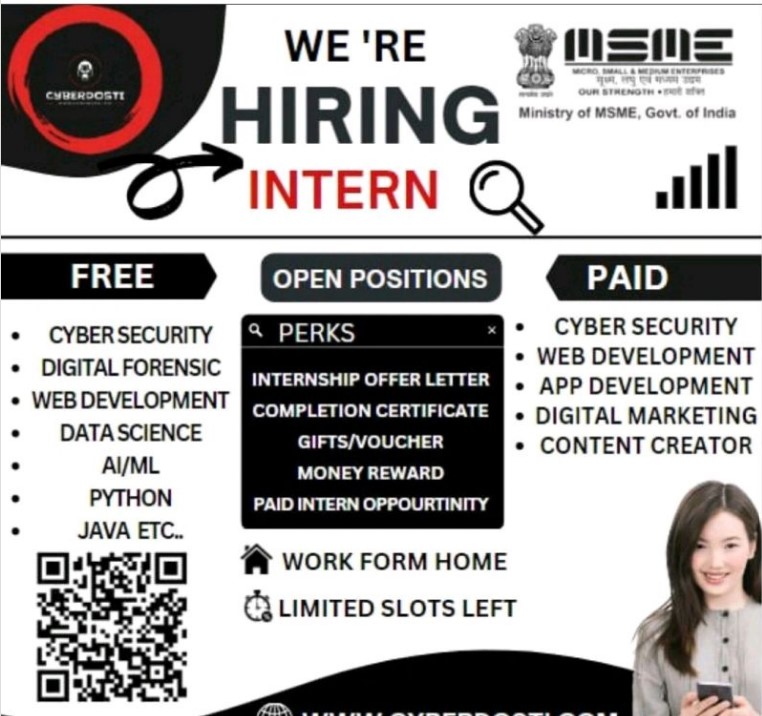 CYBERDOSTI
WE 'RE
HIRING
INTERN
MSME
MICRO, SMALL & MEDIUM ENTERPRISES
सूक्ष्म, लघु एवं मध्यम उद्यम
OUR STRENGTH • हमारी शक्ति
Ministry of MSME, Govt. of India
FREE
• CYBER SECURITY
• DIGITAL FORENSIC
• WEB DEVELOPMENT
• DATA SCIENCE
• AI/ML
• PYTHON
• JAVA ETC..
OPEN POSITIONS
PERKS ×
INTERNSHIP OFFER LETTER
COMPLETION CERTIFICATE
GIFTS/VOUCHER
MONEY REWARD
PAID INTERN OPPOURTINITY
WORK FORM HOME
LIMITED SLOTS LEFT
PAID
• CYBER SECURITY
• WEB DEVELOPMENT
• APP DEVELOPMENT
• DIGITAL MARKETING
• CONTENT CREATOR
WWW.CYBERDOSTI.COM